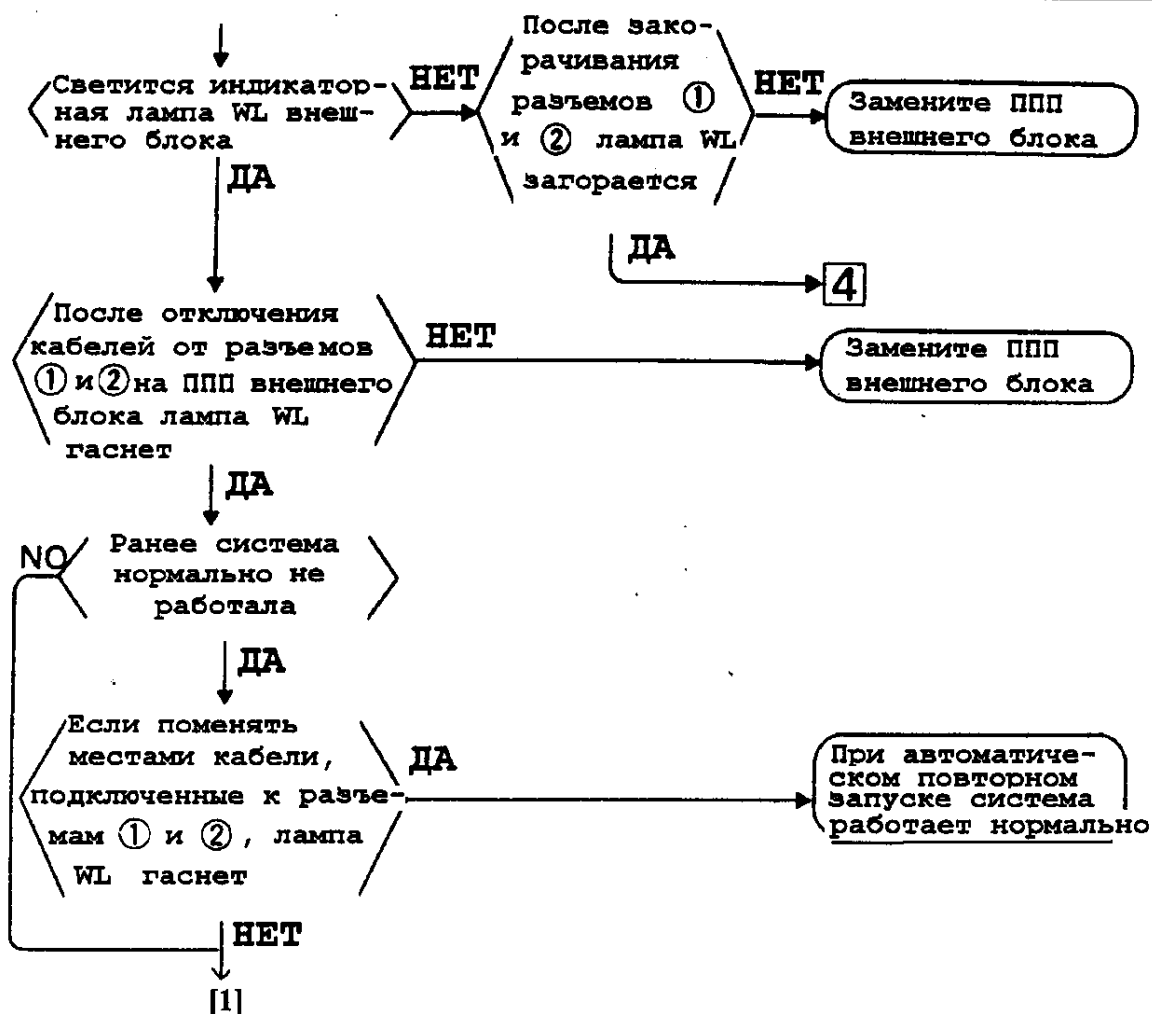 Светится индикатор-
ная лампа WL внеш-
него блока
НЕТ
После зако-
рачивания
разъемов ①
и ② лампа WL
загорается
НЕТ
Замените ППП
внешнего блока
ДА
ДА
4
После отключения
кабелей от разъемов
① и ② на ППП внешнего
блока лампа WL
гаснет
НЕТ
Замените ППП
внешнего блока
ДА
NO
Ранее система
нормально не
работала
ДА
Если поменять
местами кабели,
подключенные к разъе-
мам ① и ②, лампа
WL гаснет
ДА
При автоматиче-
ском повторном
запуске система
работает нормально
НЕТ
[1]